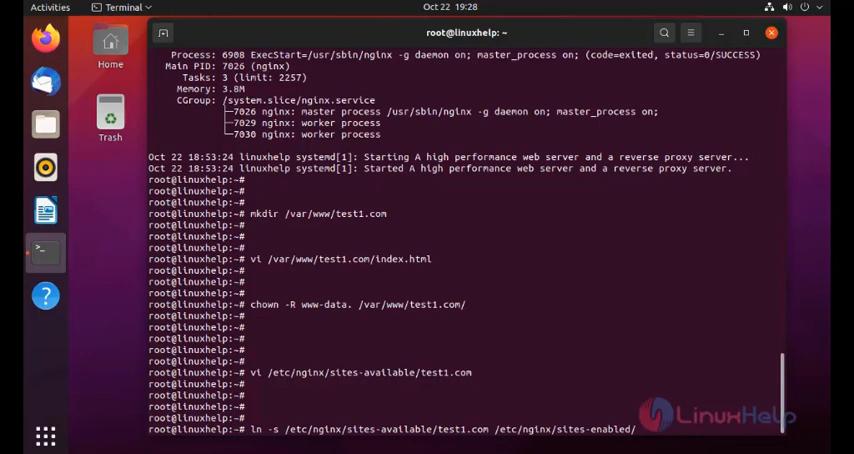 Activities
Terminal
Oct 22 19:28
root@linuxhelp: ~
Home
Trash
Process: 6908 ExecStart=/usr/sbin/nginx -g daemon on; master_process on; (code=exited, status=0/SUCCESS)
Main PID: 7026 (nginx)
Tasks: 3 (limit: 2257)
Memory: 3.8M
CGroup: /system.slice/nginx.service
├─7026 nginx: master process /usr/sbin/nginx -g daemon on; master_process on;
├─7029 nginx: worker process
└─7030 nginx: worker process
Oct 22 18:53:24 linuxhelp systemd[1]: Starting A high performance web server and a reverse proxy server...
Oct 22 18:53:24 linuxhelp systemd[1]: Started A high performance web server and a reverse proxy server.
root@linuxhelp:~#
root@linuxhelp:~#
root@linuxhelp:~#
root@linuxhelp:~# mkdir /var/www/test1.com
root@linuxhelp:~#
root@linuxhelp:~#
root@linuxhelp:~#
root@linuxhelp:~# vi /var/www/test1.com/index.html
root@linuxhelp:~#
root@linuxhelp:~#
root@linuxhelp:~#
root@linuxhelp:~# chown -R www-data. /var/www/test1.com/
root@linuxhelp:~#
root@linuxhelp:~#
root@linuxhelp:~#
root@linuxhelp:~#
root@linuxhelp:~#
root@linuxhelp:~# vi /etc/nginx/sites-available/test1.com
root@linuxhelp:~#
root@linuxhelp:~#
root@linuxhelp:~#
root@linuxhelp:~#
root@linuxhelp:~# ln -s /etc/nginx/sites-available/test1.com /etc/nginx/sites-enabled/
LinuxHelp